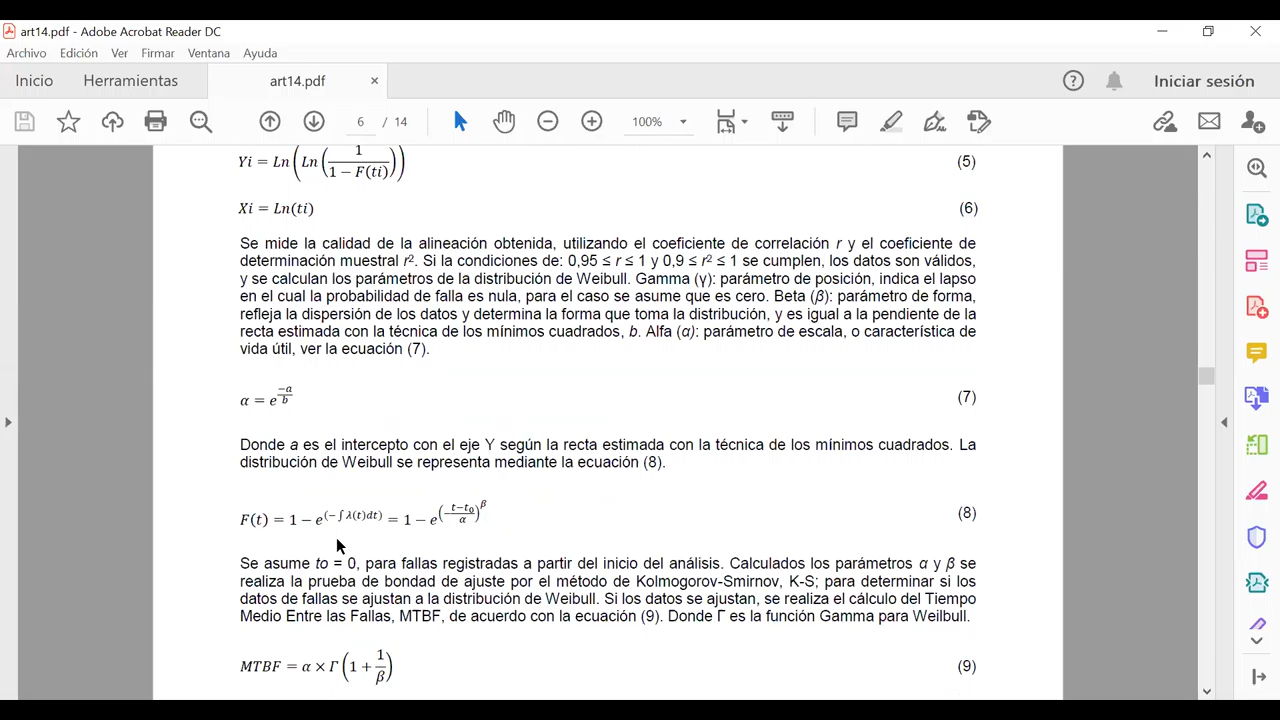 art14.pdf - Adobe Acrobat Reader DC
Archivo Edición Ver Firmar Ventana Ayuda
Inicio Herramientas art14.pdf × Iniciar sesión
6 / 14 100%
Yi = Ln(Ln(1/(1 − F(ti)))) (5)
Xi = Ln(ti) (6)
Se mide la calidad de la alineación obtenida, utilizando el coeficiente de correlación r y el coeficiente de
determinación muestral r². Si la condiciones de: 0,95 ≤ r ≤ 1 y 0,9 ≤ r² ≤ 1 se cumplen, los datos son válidos,
y se calculan los parámetros de la distribución de Weibull. Gamma (γ): parámetro de posición, indica el lapso
en el cual la probabilidad de falla es nula, para el caso se asume que es cero. Beta (β): parámetro de forma,
refleja la dispersión de los datos y determina la forma que toma la distribución, y es igual a la pendiente de la
recta estimada con la técnica de los mínimos cuadrados, b. Alfa (α): parámetro de escala, o característica de
vida útil, ver la ecuación (7).
α = e^(−a/b) (7)
Donde a es el intercepto con el eje Y según la recta estimada con la técnica de los mínimos cuadrados. La
distribución de Weibull se representa mediante la ecuación (8).
F(t) = 1 − e^(−∫ λ(t)dt) = 1 − e^(−(t−t₀)/α)^β (8)
Se asume to = 0, para fallas registradas a partir del inicio del análisis. Calculados los parámetros α y β se
realiza la prueba de bondad de ajuste por el método de Kolmogorov-Smirnov, K-S; para determinar si los
datos de fallas se ajustan a la distribución de Weibull. Si los datos se ajustan, se realiza el cálculo del Tiempo
Medio Entre las Fallas, MTBF, de acuerdo con la ecuación (9). Donde Γ es la función Gamma para Weilbull.
MTBF = α × Γ(1 + 1/β) (9)